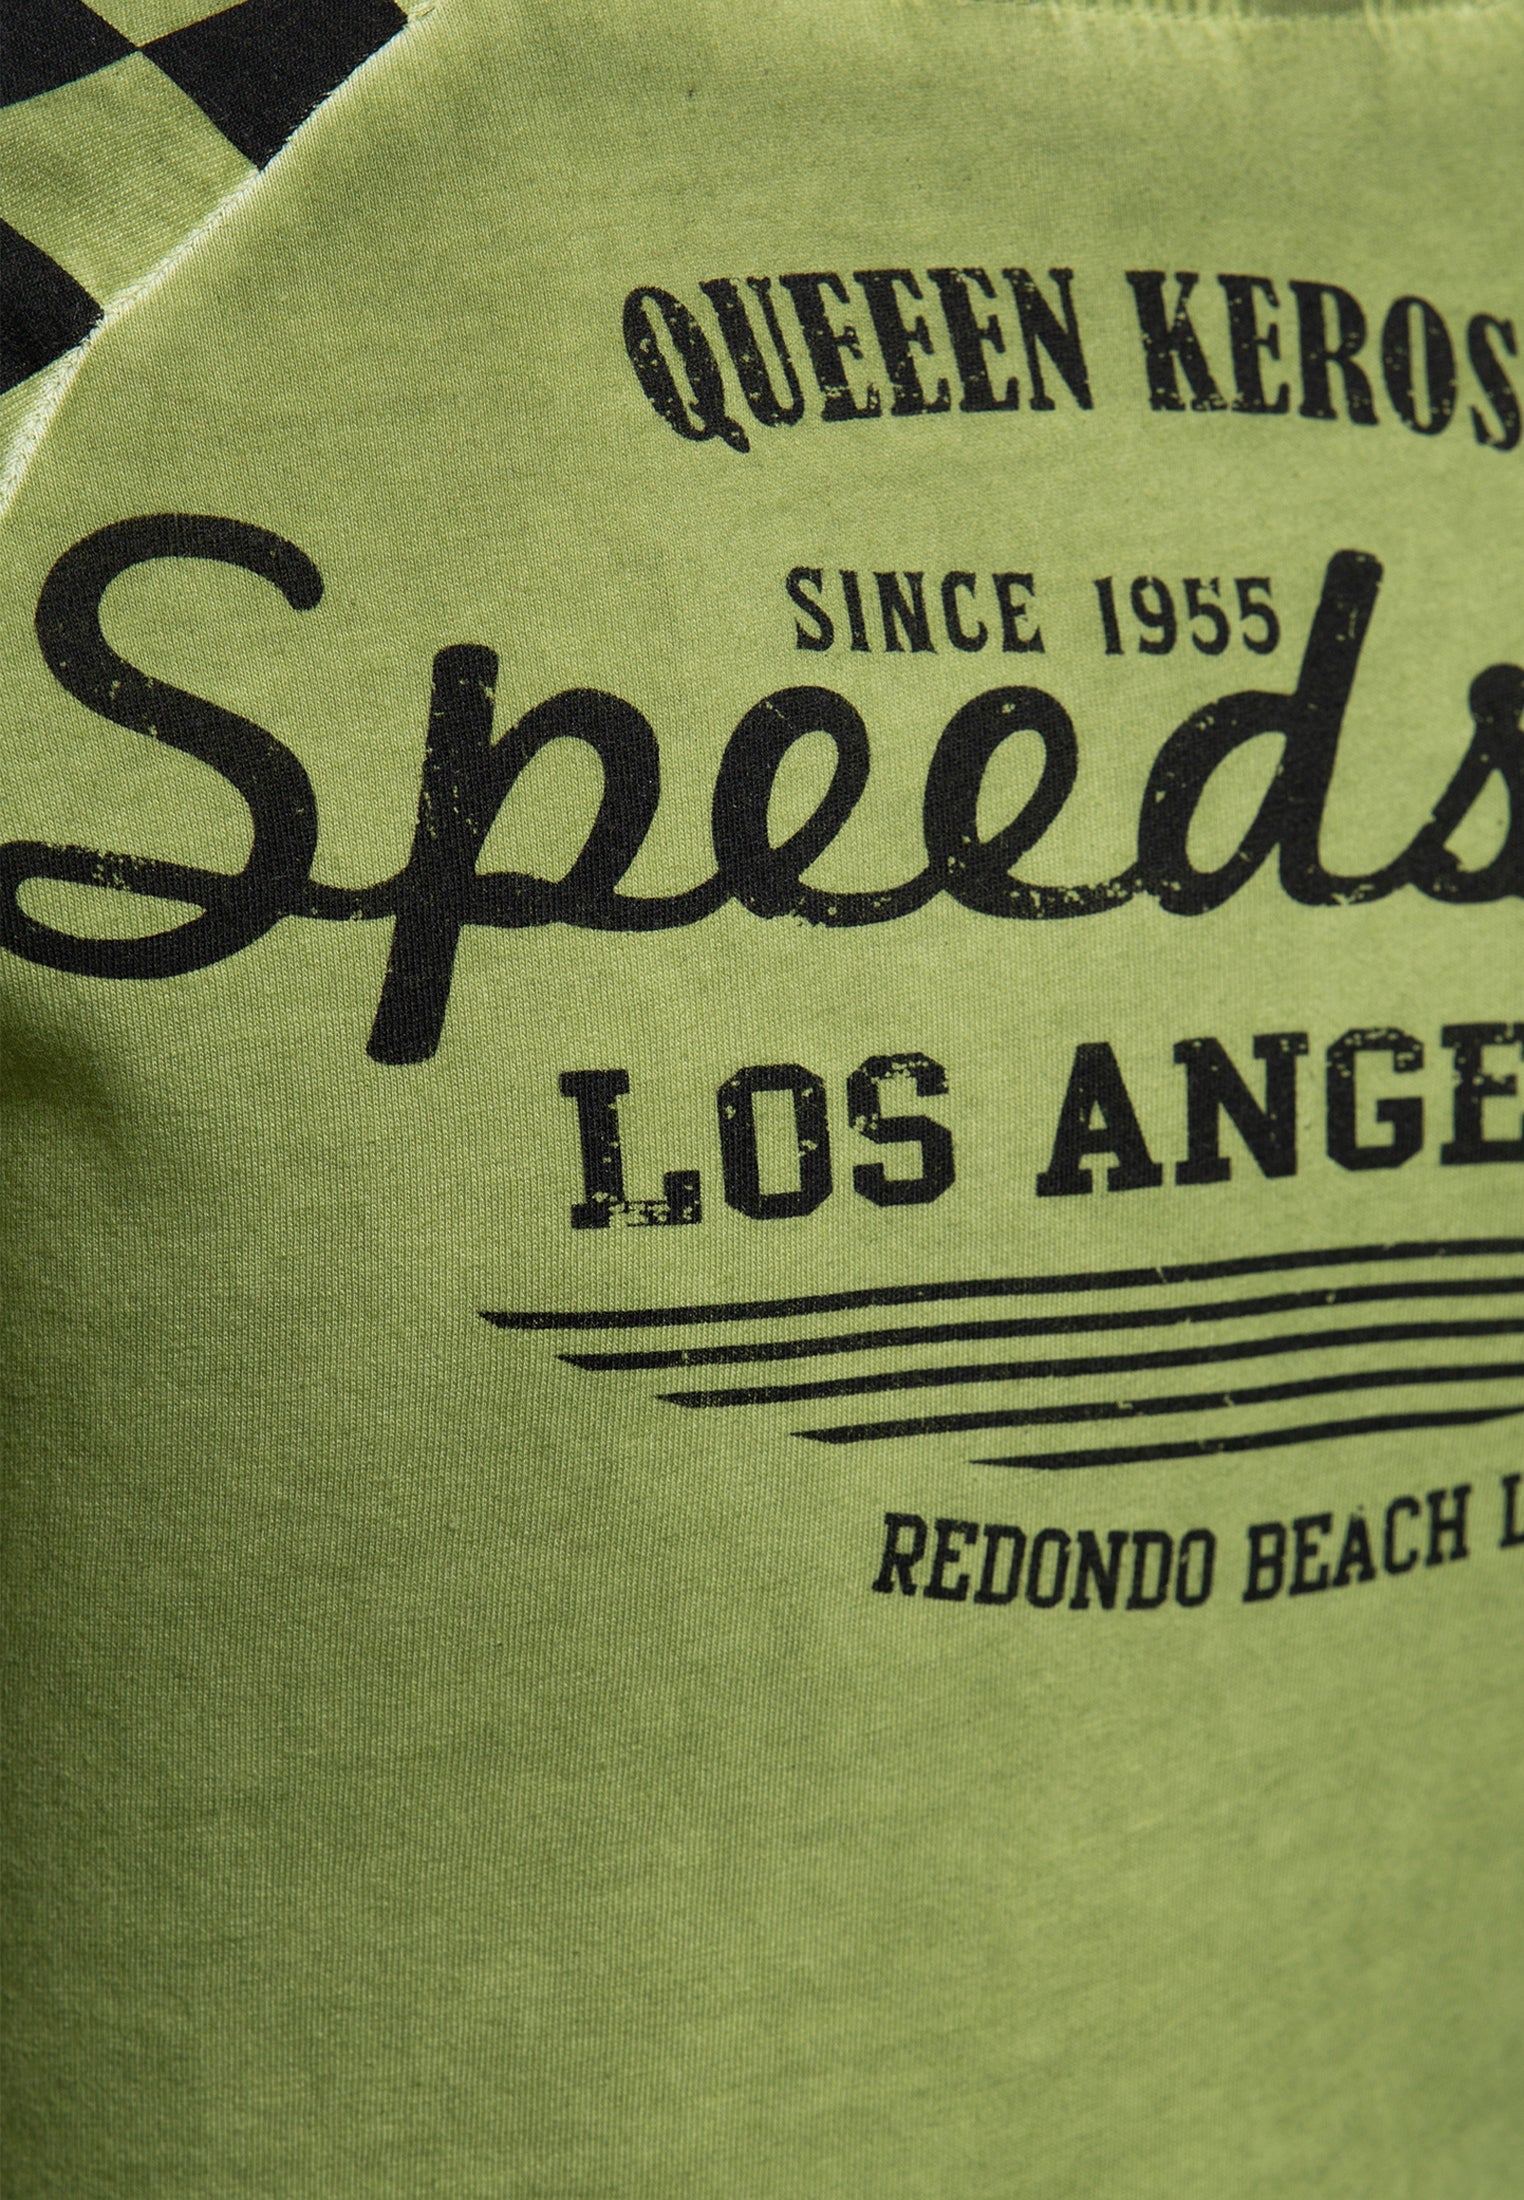 QUEEEN KEROS
SINCE 1955
Speeds
LOS ANGE
REDONDO BEACH L